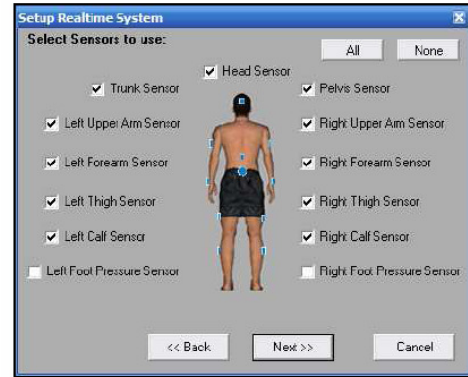 Setup Realtime System
Select Sensors to use:
All
None
Head Sensor
Trunk Sensor
Pelvis Sensor
Left Upper Arm Sensor
Right Upper Arm Sensor
Left Forearm Sensor
Right Forearm Sensor
Left Thigh Sensor
Right Thigh Sensor
Left Calf Sensor
Right Calf Sensor
Left Foot Pressure Sensor
Right Foot Pressure Sensor
<< Back
Next >>
Cancel